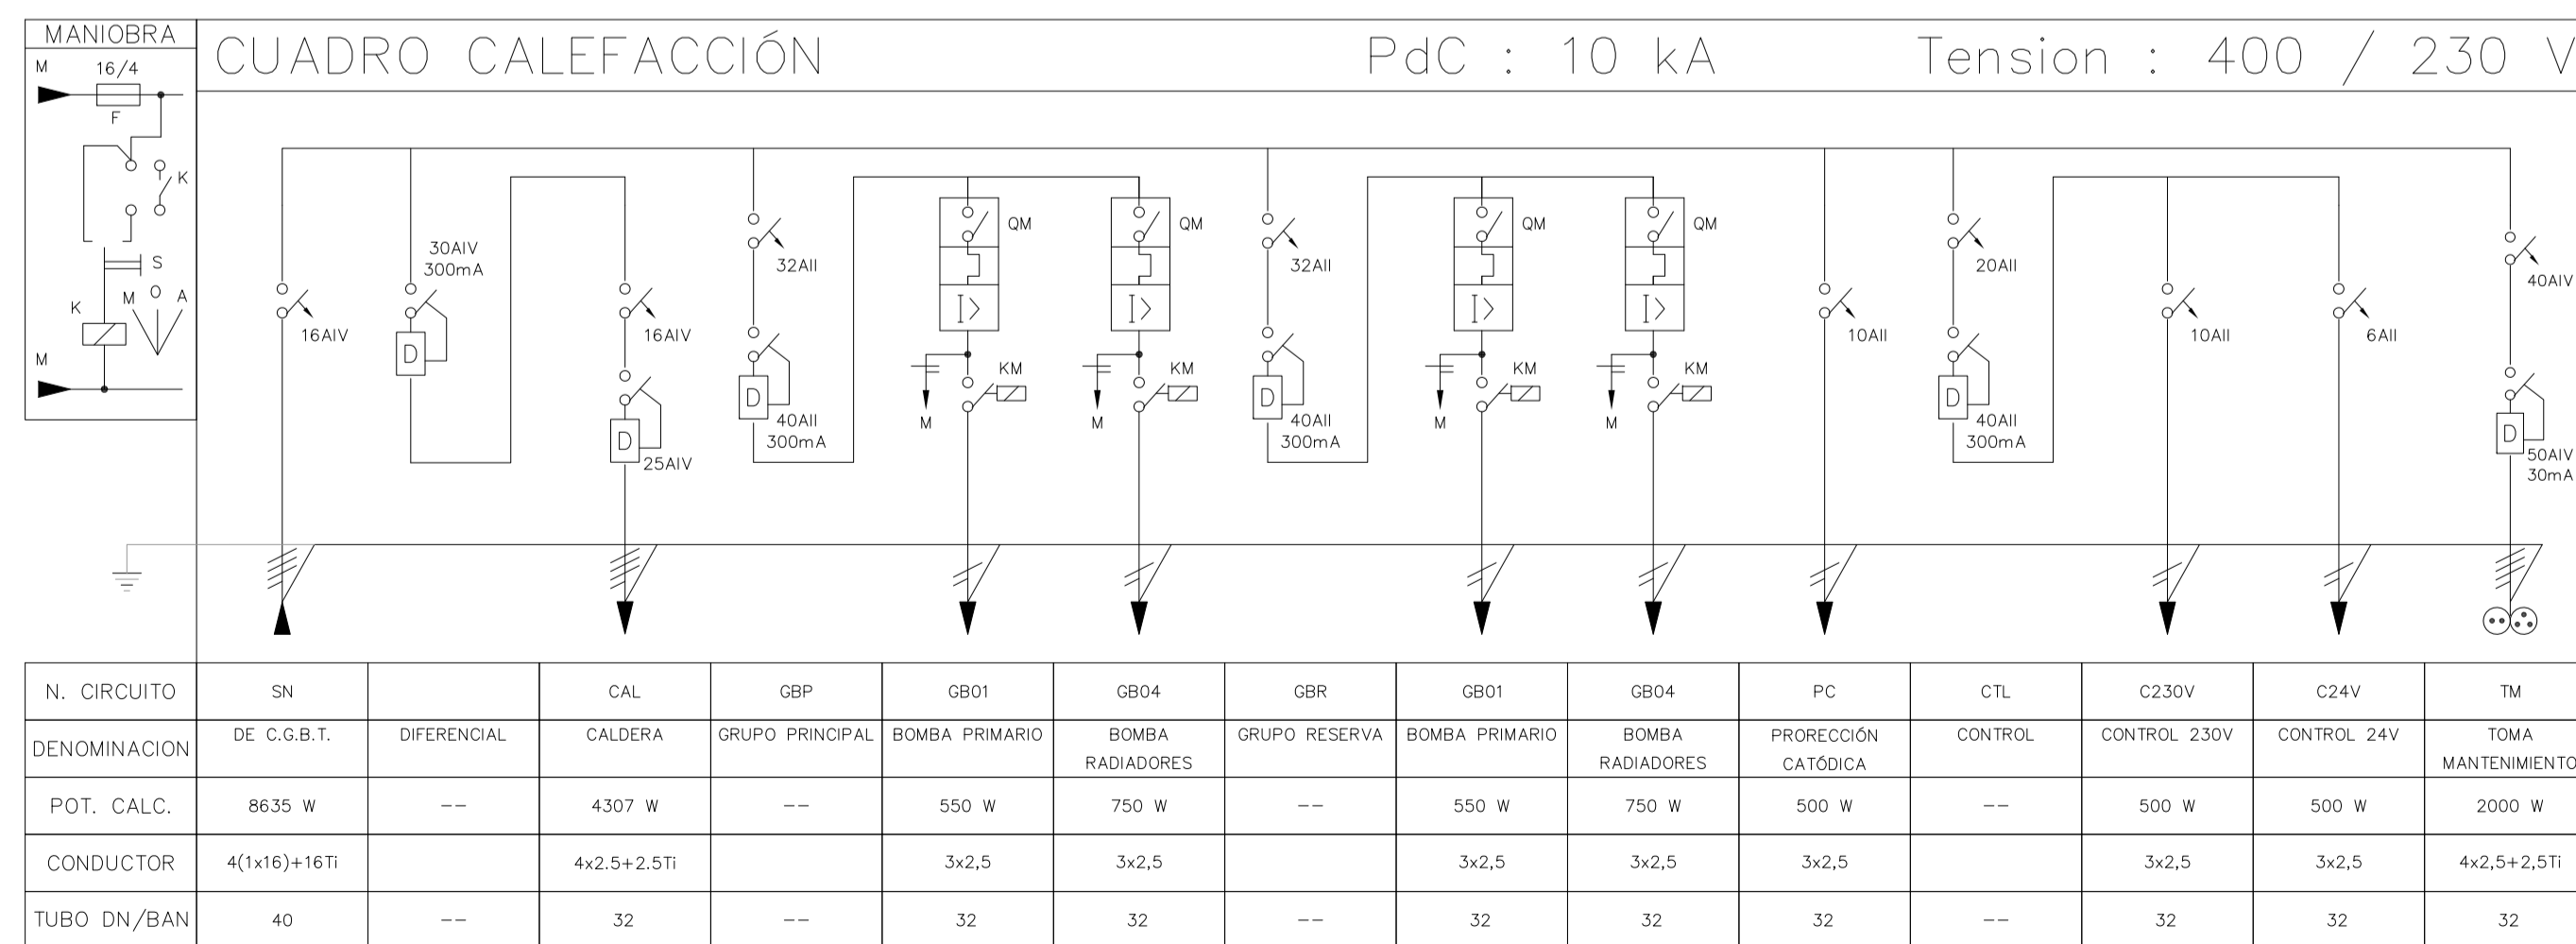 MANIOBRA
M
16/4
F
K
S
K
M
O
A
M
CUADRO CALEFACCIÓN
PdC : 10 kA
Tension : 400 / 230 V
16AIV
30AIV
300mA
D
16AIV
D
25AIV
32AII
D
40AII
300mA
QM
I>
KM
M
QM
I>
KM
M
32AII
D
40AII
300mA
QM
I>
KM
M
QM
I>
KM
M
10AII
20AII
D
40AII
300mA
10AII
6AII
40AIV
D
50AIV
30mA
N. CIRCUITO SN CAL GBP GB01 GB04 GBR GB01 GB04 PC CTL C230V C24V TM
DENOMINACION DE C.G.B.T. DIFERENCIAL CALDERA GRUPO PRINCIPAL BOMBA PRIMARIO BOMBA RADIADORES GRUPO RESERVA BOMBA PRIMARIO BOMBA RADIADORES PRORECCIÓN CATÓDICA CONTROL CONTROL 230V CONTROL 24V TOMA MANTENIMIENTO
POT. CALC. 8635 W -- 4307 W -- 550 W 750 W -- 550 W 750 W 500 W -- 500 W 500 W 2000 W
CONDUCTOR 4(1x16)+16Ti 4x2.5+2.5Ti 3x2,5 3x2,5 3x2,5 3x2,5 3x2,5 3x2,5 3x2,5 4x2,5+2,5Ti
TUBO DN/BAN 40 -- 32 -- 32 32 -- 32 32 32 -- 32 32 32